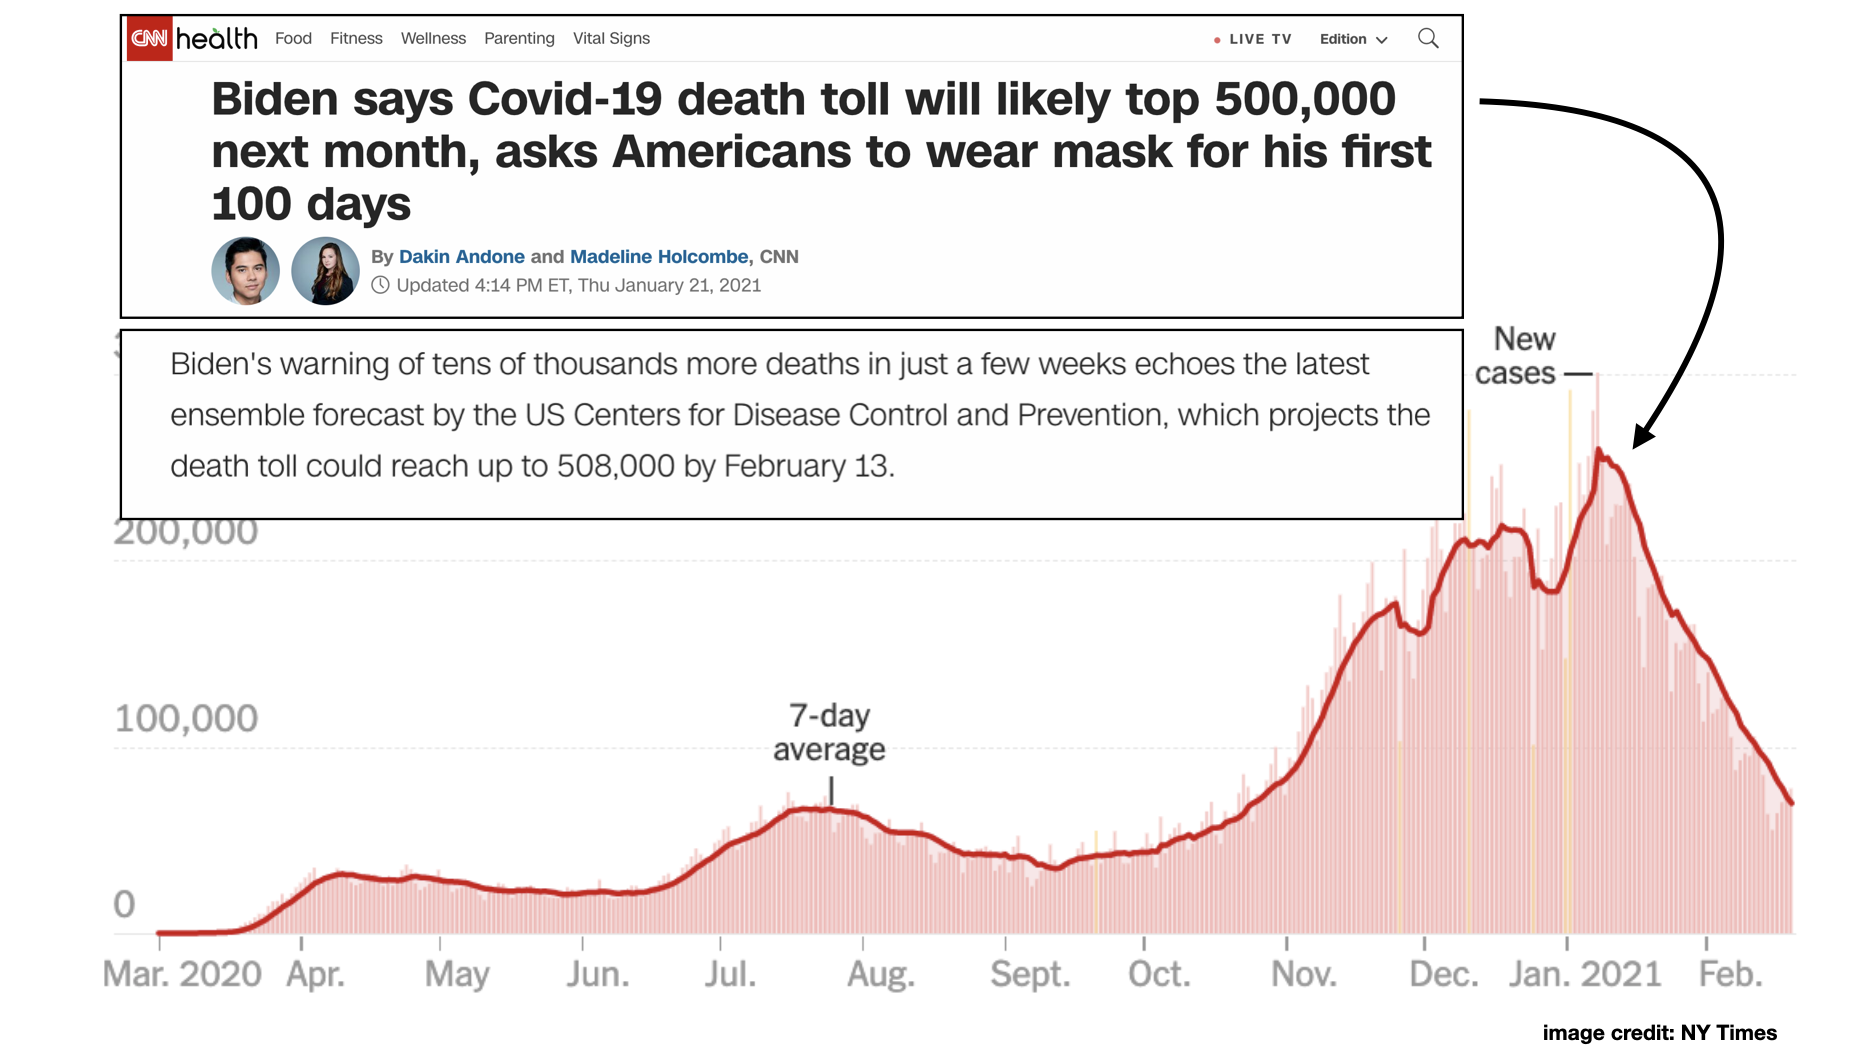 CNN health Food Fitness Wellness Parenting Vital Signs LIVE TV Edition
Biden says Covid-19 death toll will likely top 500,000
next month, asks Americans to wear mask for his first
100 days
By Dakin Andone and Madeline Holcombe, CNN
Updated 4:14 PM ET, Thu January 21, 2021
Biden's warning of tens of thousands more deaths in just a few weeks echoes the latest
ensemble forecast by the US Centers for Disease Control and Prevention, which projects the
death toll could reach up to 508,000 by February 13.
New
cases
200,000
100,000
7-day
average
0
Mar. 2020 Apr. May Jun. Jul. Aug. Sept. Oct. Nov. Dec. Jan. 2021 Feb.
image credit: NY Times